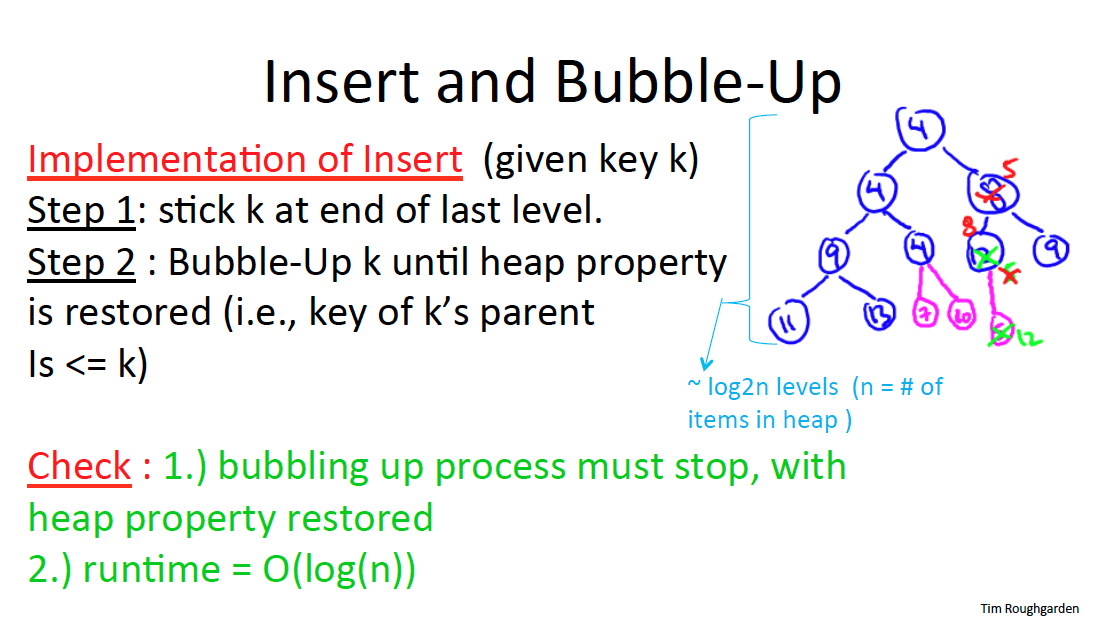 Insert and Bubble-Up
Implementation of Insert (given key k)
Step 1: stick k at end of last level.
Step 2 : Bubble-Up k until heap property
is restored (i.e., key of k’s parent
Is <= k)
4
5
4
8
9
4
9
11
13
7
10
12
~ log2n levels (n = # of
items in heap )
Check : 1.) bubbling up process must stop, with
heap property restored
2.) runtime = O(log(n))
Tim Roughgarden